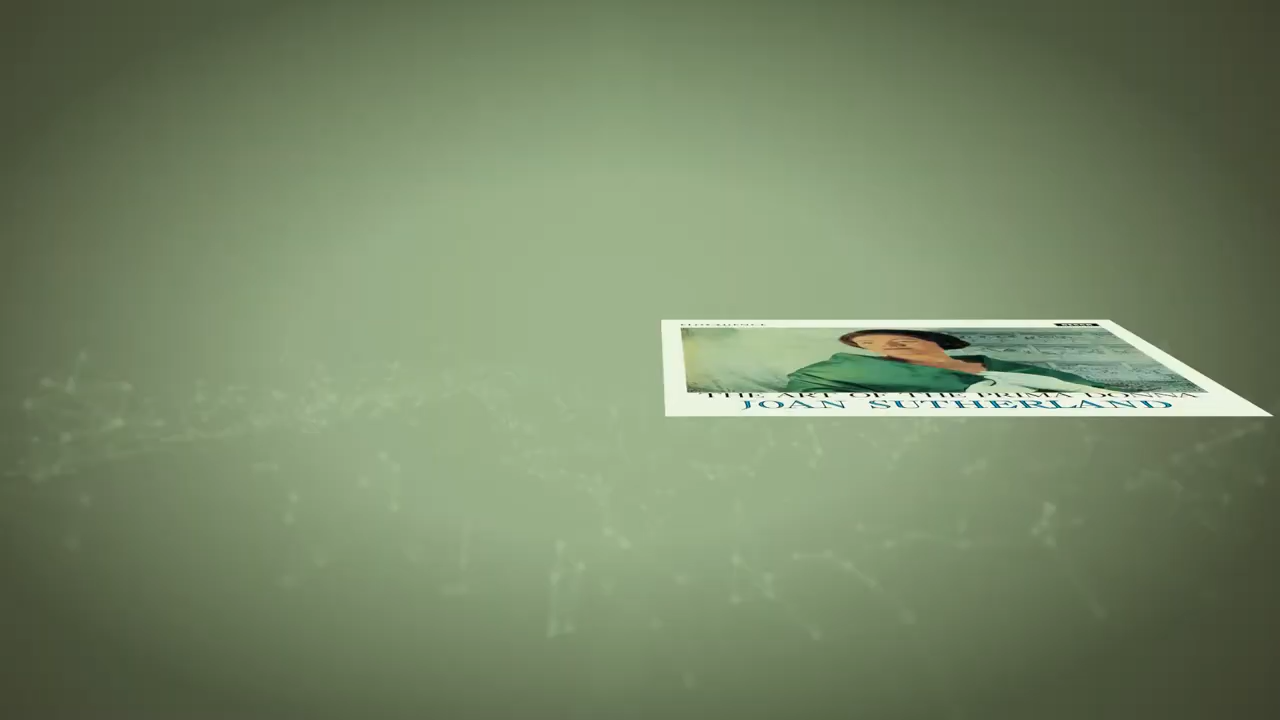 THE ART OF THE PRIMA DONNA
JOAN SUTHERLAND